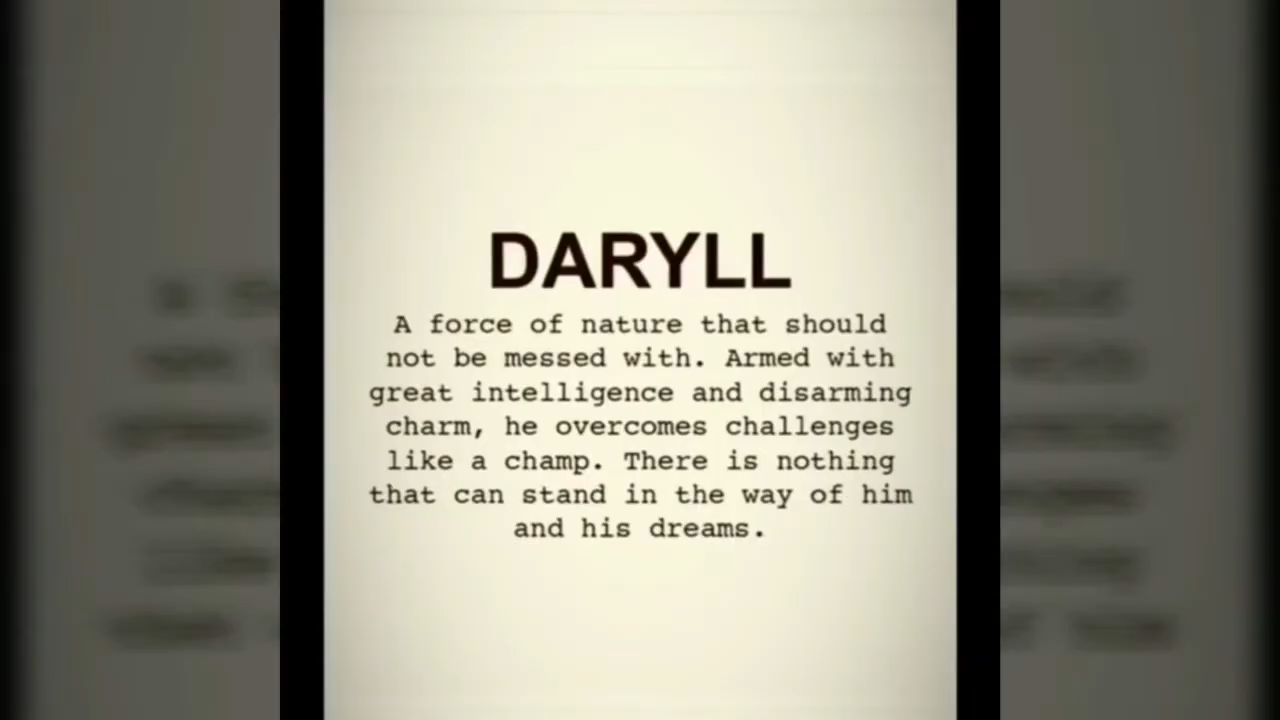 DARYLL
A force of nature that should
not be messed with. Armed with
great intelligence and disarming
charm, he overcomes challenges
like a champ. There is nothing
that can stand in the way of him
and his dreams.